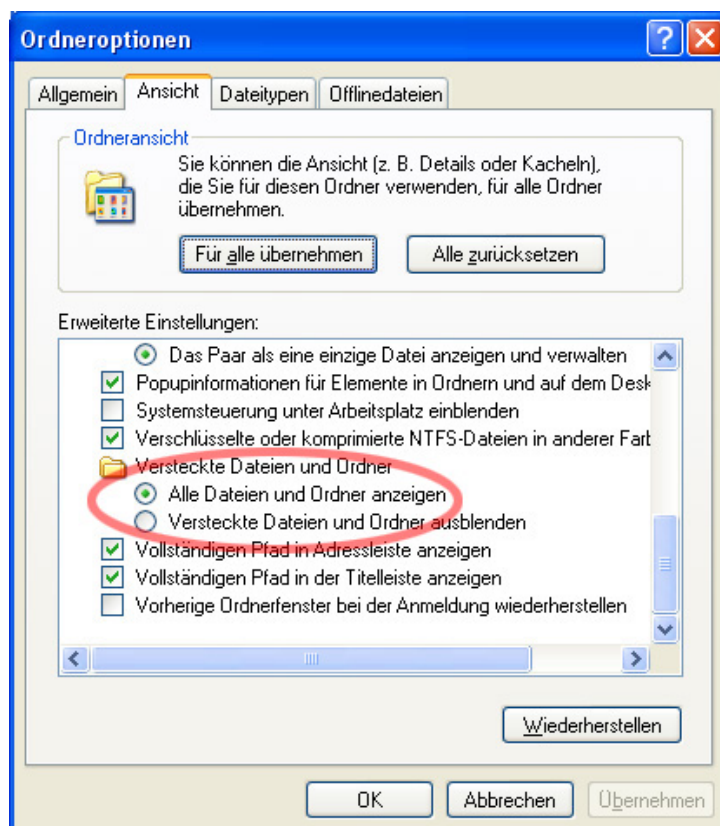 Ordneroptionen
Allgemein Ansicht Dateitypen Offlinedateien
Ordneransicht
Sie können die Ansicht (z. B. Details oder Kacheln),
die Sie für diesen Ordner verwenden, für alle Ordner
übernehmen.
Für alle übernehmen Alle zurücksetzen
Erweiterte Einstellungen:
Das Paar als eine einzige Datei anzeigen und verwalten
Popupinformationen für Elemente in Ordnern und auf dem Desk
Systemsteuerung unter Arbeitsplatz einblenden
Verschlüsselte oder komprimierte NTFS-Dateien in anderer Farb
Versteckte Dateien und Ordner
Alle Dateien und Ordner anzeigen
Versteckte Dateien und Ordner ausblenden
Vollständigen Pfad in Adressleiste anzeigen
Vollständigen Pfad in der Titelleiste anzeigen
Vorherige Ordnerfenster bei der Anmeldung wiederherstellen
Wiederherstellen
OK Abbrechen Übernehmen